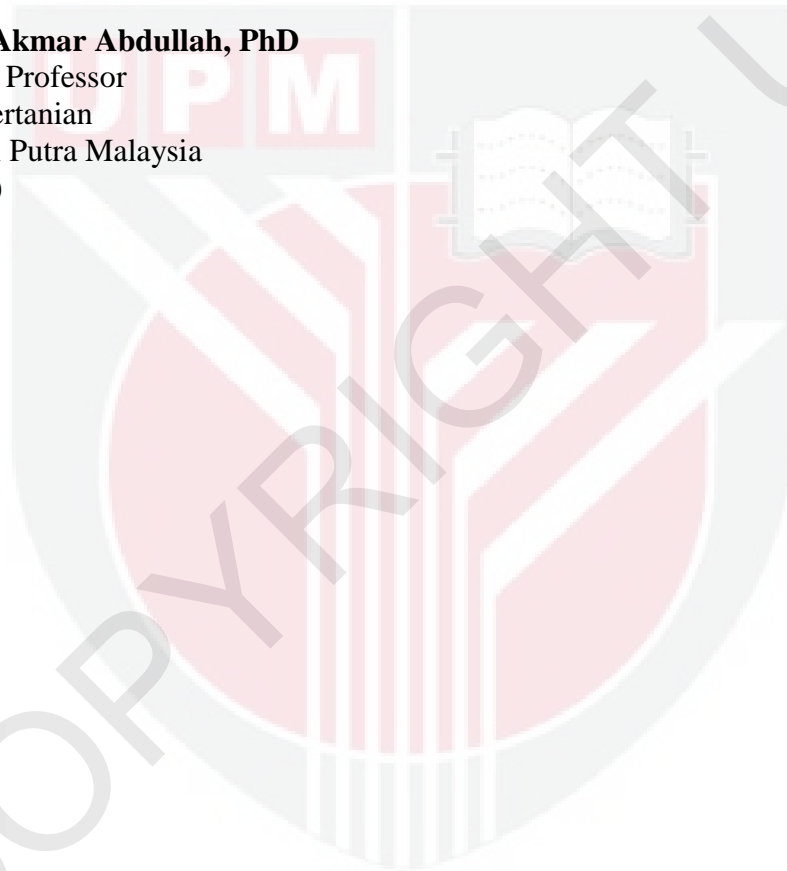 Akmar Abdullah, PhD
Professor
ertanian
Putra Malaysia
)
UPM
COPYRIGHT U